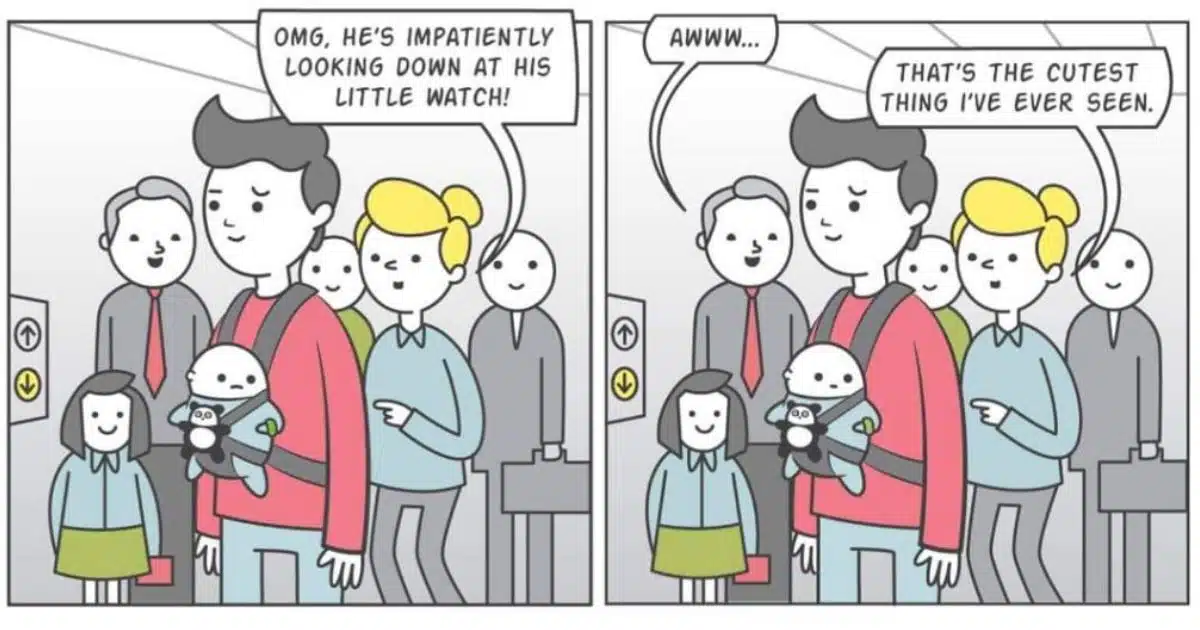 OMG, HE'S IMPATIENTLY
LOOKING DOWN AT HIS
LITTLE WATCH!
AWWW...
THAT'S THE CUTEST
THING I'VE EVER SEEN.